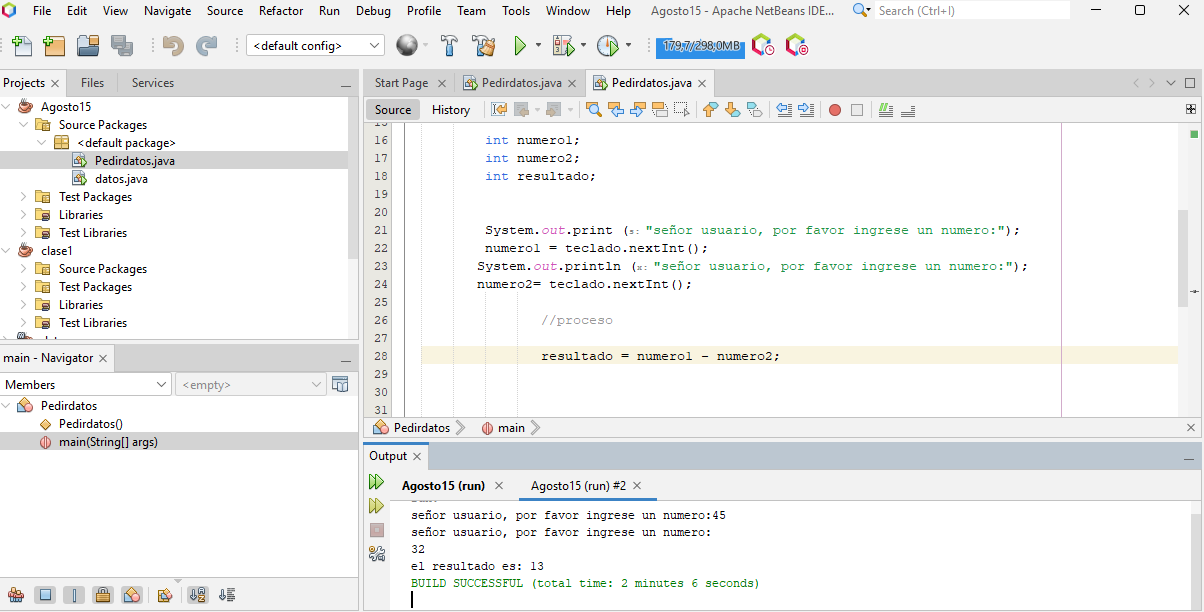 File Edit View Navigate Source Refactor Run Debug Profile Team Tools Window Help Agosto15 - Apache NetBeans IDE... Search (Ctrl+I)
<default config> 179,7/298,0MB
Projects Files Services
Agosto15
Source Packages
<default package>
Pedirdatos.java
datos.java
Test Packages
Libraries
Test Libraries
clase1
Source Packages
Test Packages
Libraries
Test Libraries
main - Navigator
Members <empty>
Pedirdatos
Pedirdatos()
main(String[] args)
Start Page Pedirdatos.java Pedirdatos.java
Source History
15
16 int numero1;
17 int numero2;
18 int resultado;
19
20
21 System.out.print (s: "señor usuario, por favor ingrese un numero:");
22 numero1 = teclado.nextInt();
23 System.out.println (x: "señor usuario, por favor ingrese un numero:");
24 numero2= teclado.nextInt();
25
26 //proceso
27
28 resultado = numero1 - numero2;
29
30
31
Pedirdatos main
Output
Agosto15 (run) Agosto15 (run) #2
señor usuario, por favor ingrese un numero:45
señor usuario, por favor ingrese un numero:
32
el resultado es: 13
BUILD SUCCESSFUL (total time: 2 minutes 6 seconds)